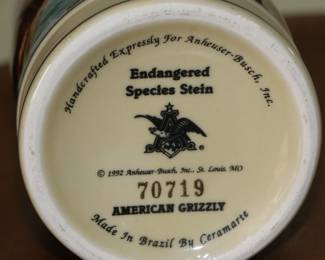 Handcrafted Expressly For Anheuser-Busch, Inc.
Endangered
Species Stein
© 1992 Anheuser-Busch, Inc., St. Louis, MO
70719
AMERICAN GRIZZLY
Made In Brazil By Ceramarte